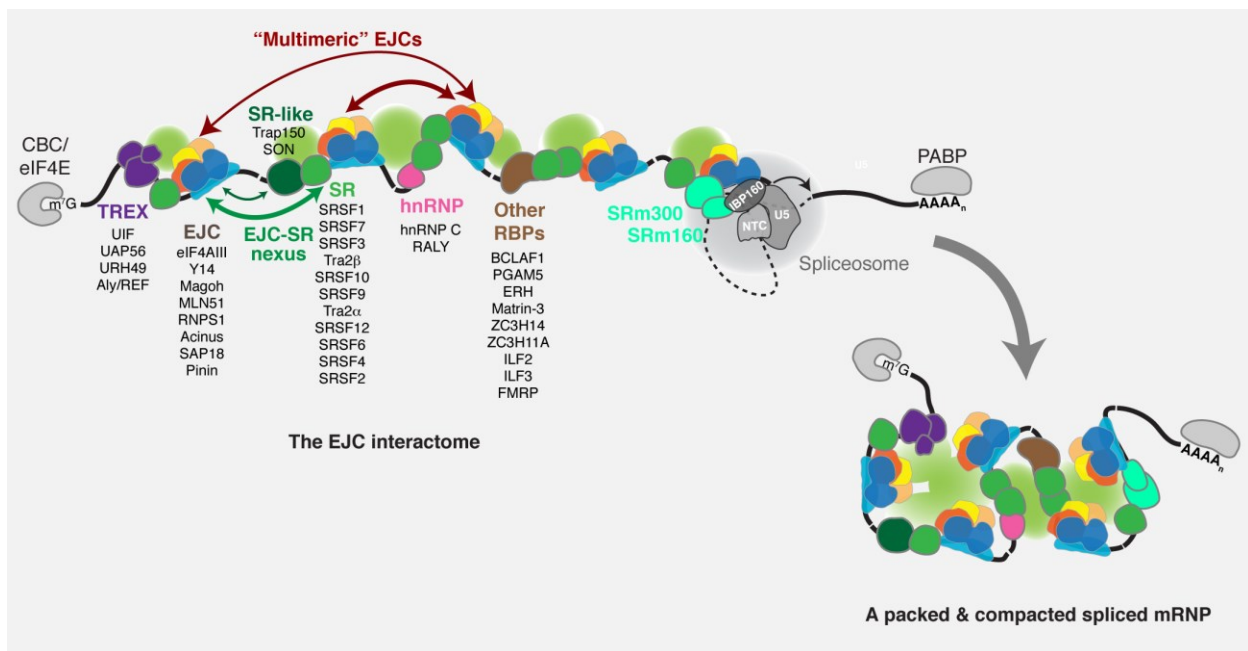 “Multimeric” EJCs
CBC/
eIF4E
m7G
TREX
UIF
UAP56
URH49
Aly/REF
EJC
eIF4AIII
Y14
Magoh
MLN51
RNPS1
Acinus
SAP18
Pinin
SR-like
Trap150
SON
EJC-SR
nexus
SR
SRSF1
SRSF7
SRSF3
Tra2β
SRSF10
SRSF9
Tra2α
SRSF12
SRSF6
SRSF4
SRSF2
hnRNP
hnRNP C
RALY
Other
RBPs
BCLAF1
PGAM5
ERH
Matrin-3
ZC3H14
ZC3H11A
ILF2
ILF3
FMRP
SRm300
SRm160
IBP160
NTC
U5
U5
Spliceosome
PABP
AAAAn
The EJC interactome
m7G
AAAAn
A packed & compacted spliced mRNP